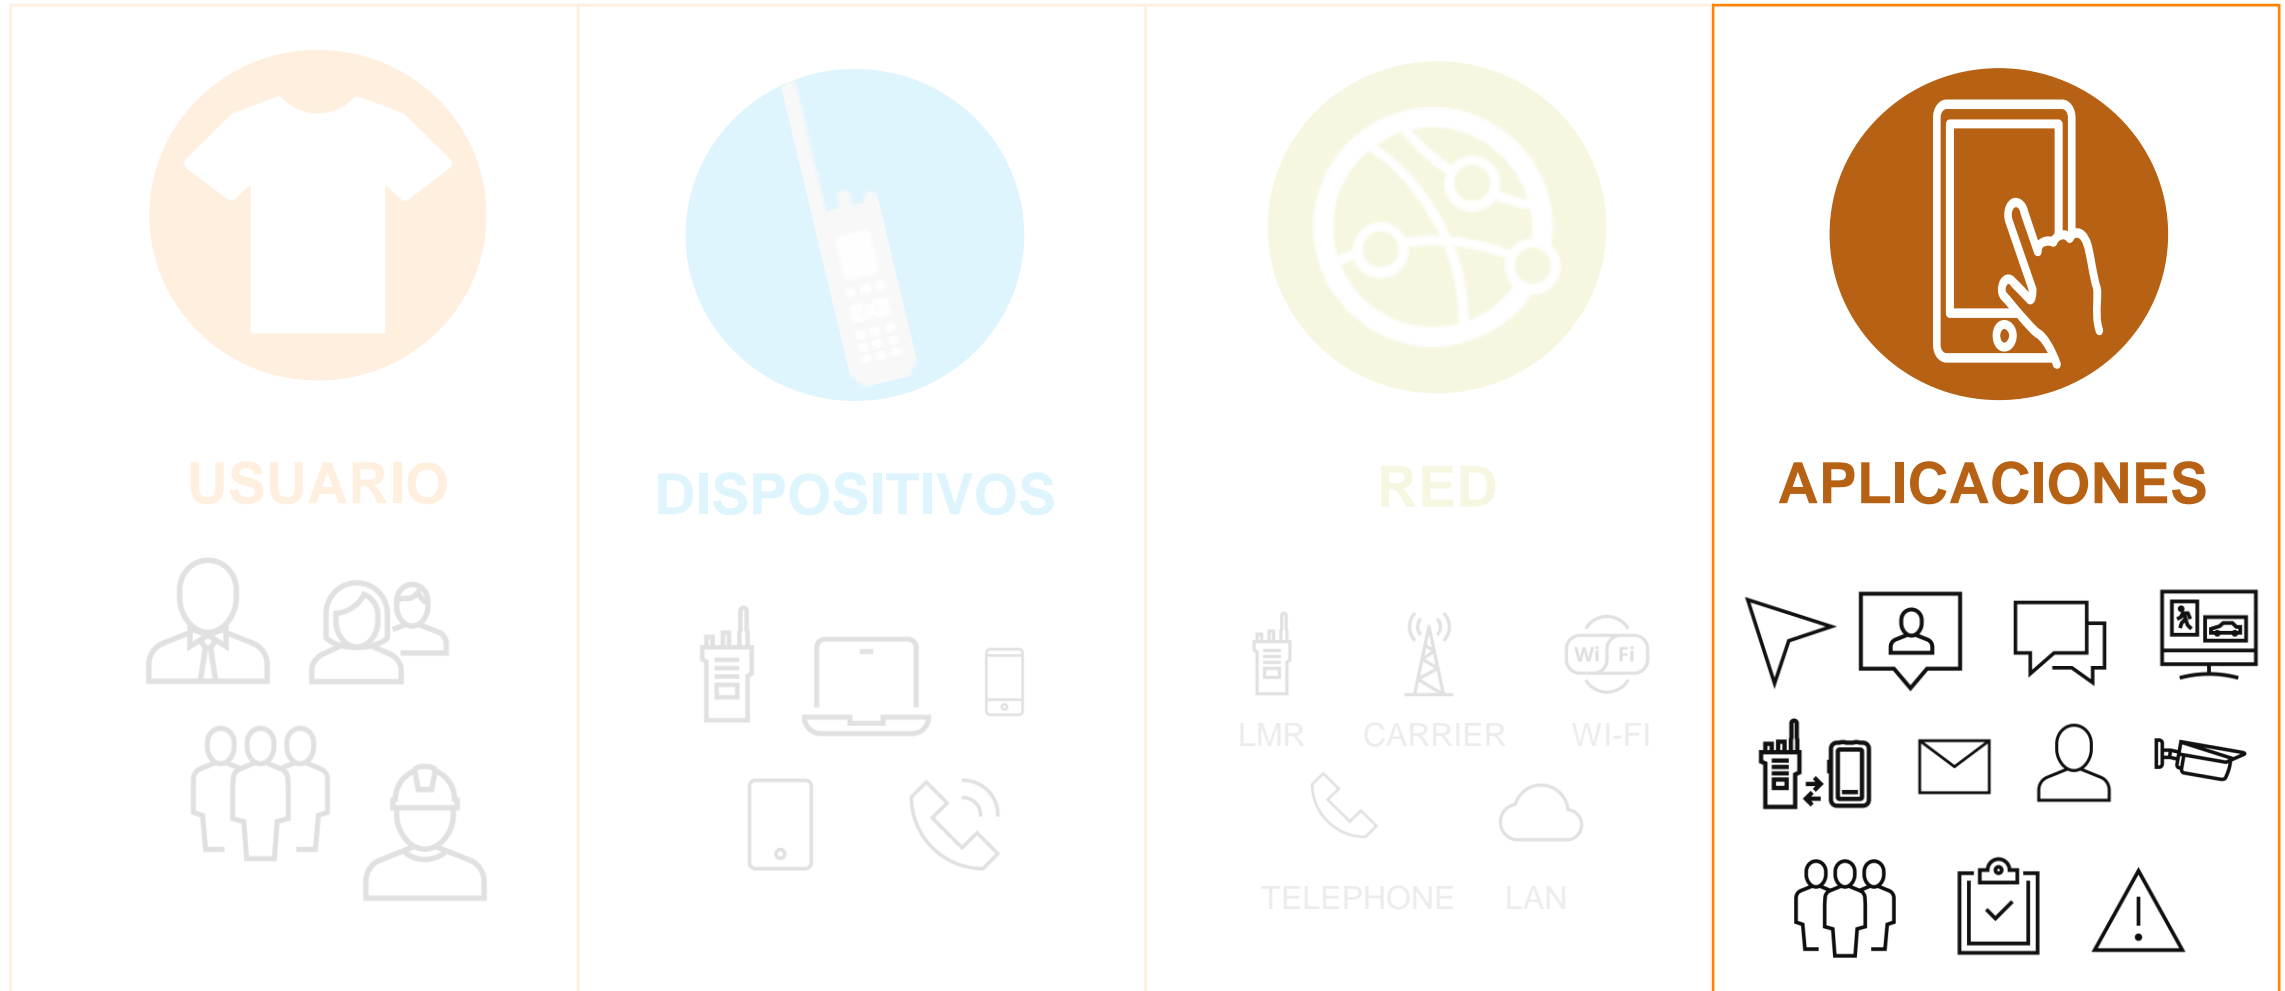 USUARIO
DISPOSITIVOS
RED
APLICACIONES
Wi Fi
LMR
CARRIER
WI-FI
TELEPHONE
LAN